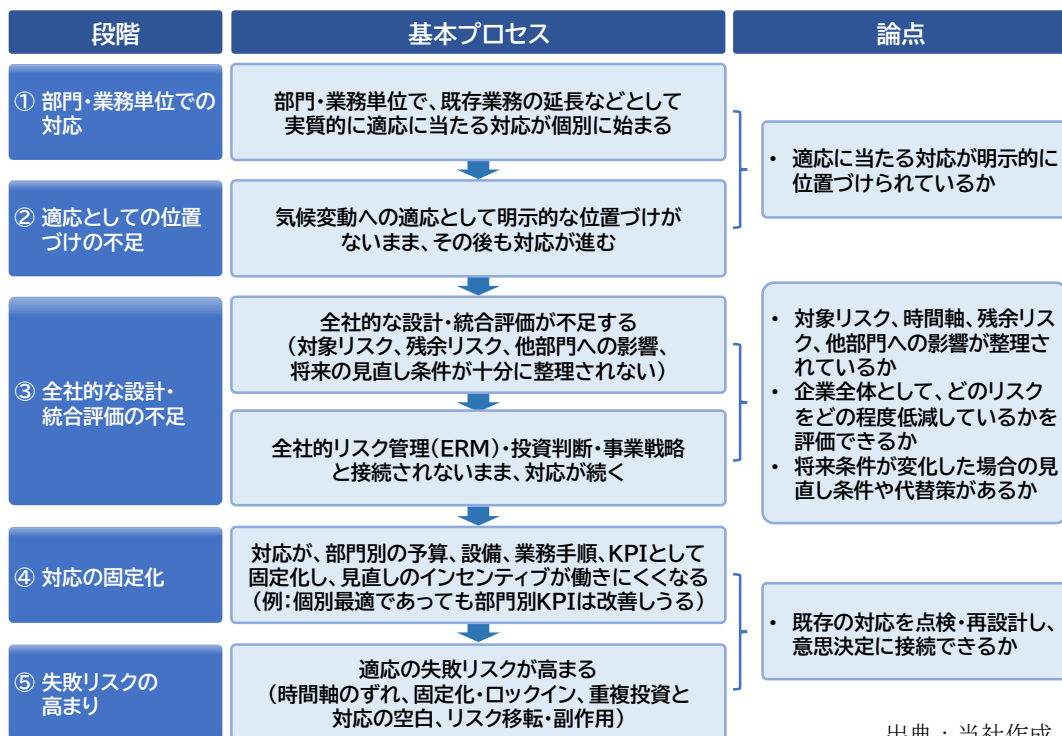 段階
基本プロセス
論点
① 部門・業務単位での
対応
部門・業務単位で、既存業務の延長などとして
実質的に適応に当たる対応が個別に始まる
② 適応としての位置
づけの不足
気候変動への適応として明示的な位置づけが
ないまま、その後も対応が進む
• 適応に当たる対応が明示的に
位置づけられているか
③ 全社的な設計・
統合評価の不足
全社的な設計・統合評価が不足する
（対象リスク、残余リスク、他部門への影響、
将来の見直し条件が十分に整理されない）
全社的リスク管理（ERM）・投資判断・事業戦略
と接続されないまま、対応が続く
• 対象リスク、時間軸、残余リス
ク、他部門への影響が整理さ
れているか
• 企業全体として、どのリスク
をどの程度低減しているかを
評価できるか
• 将来条件が変化した場合の見
直し条件や代替策があるか
④ 対応の固定化
対応が、部門別の予算、設備、業務手順、KPIとして
固定化し、見直しのインセンティブが働きにくくなる
（例：個別最適であっても部門別KPIは改善しうる）
⑤ 失敗リスクの
高まり
適応の失敗リスクが高まる
（時間軸のずれ、固定化・ロックイン、重複投資と
対応の空白、リスク移転・副作用）
• 既存の対応を点検・再設計し、
意思決定に接続できるか
出典：当社作成